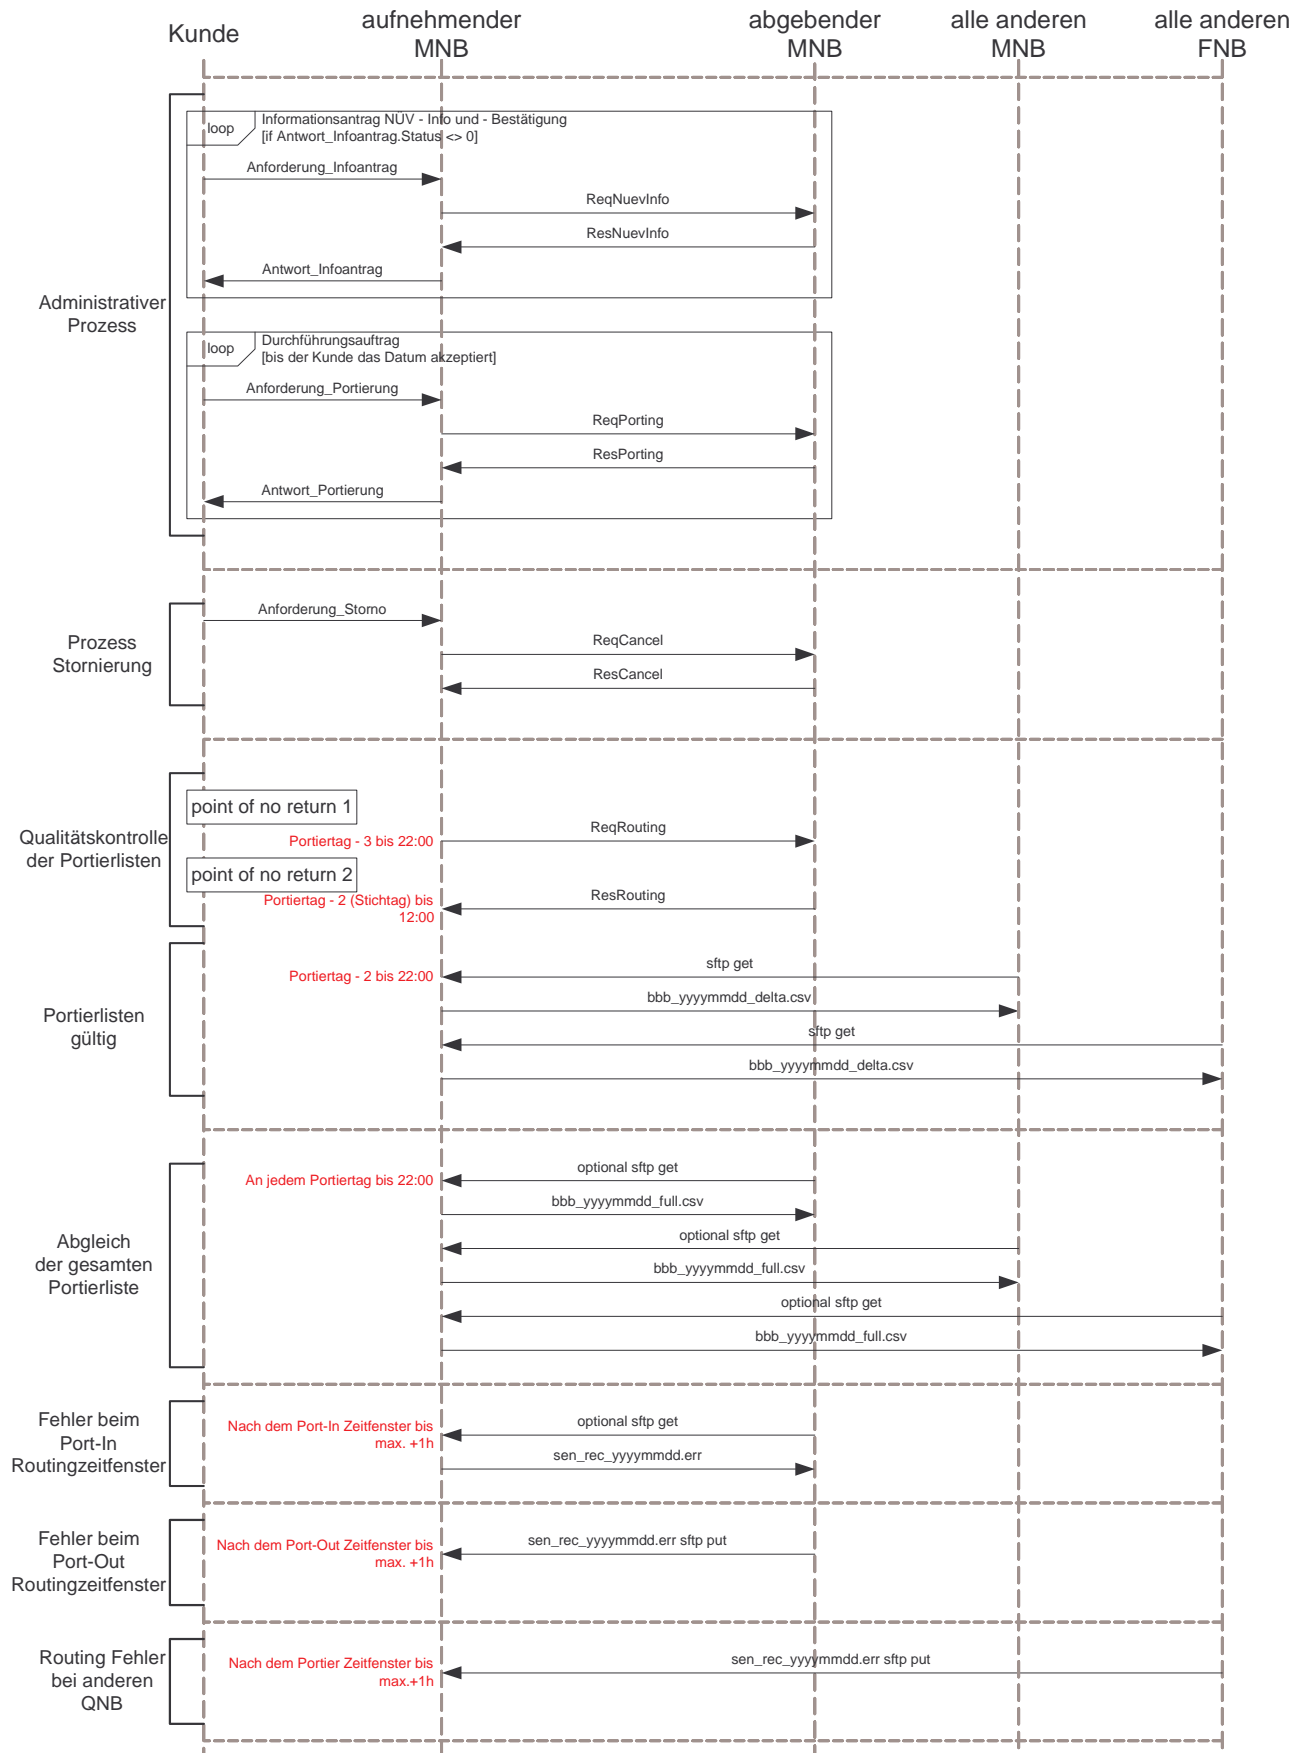 Kunde
aufnehmender
MNB
abgebender
MNB
alle anderen
MNB
alle anderen
FNB
Administrativer
Prozess
loop
Informationsantrag NÜV - Info und - Bestätigung
[if Antwort_Infoantrag.Status <> 0]
Anforderung_Infoantrag
ReqNuevInfo
ResNuevInfo
Antwort_Infoantrag
loop
Durchführungsauftrag
[bis der Kunde das Datum akzeptiert]
Anforderung_Portierung
ReqPorting
ResPorting
Antwort_Portierung
Prozess
Stornierung
Anforderung_Storno
ReqCancel
ResCancel
Qualitätskontrolle
der Portierlisten
point of no return 1
Portiertag - 3 bis 22:00
ReqRouting
point of no return 2
Portiertag - 2 (Stichtag) bis
12:00
ResRouting
Portierlisten
gültig
Portiertag - 2 bis 22:00
sftp get
bbb_yyyymmdd_delta.csv
sftp get
bbb_yyyymmdd_delta.csv
Abgleich
der gesamten
Portierliste
An jedem Portiertag bis 22:00
optional sftp get
bbb_yyyymmdd_full.csv
optional sftp get
bbb_yyyymmdd_full.csv
optional sftp get
bbb_yyyymmdd_full.csv
Fehler beim
Port-In
Routingzeitfenster
Nach dem Port-In Zeitfenster bis
max. +1h
optional sftp get
sen_rec_yyyymmdd.err
Fehler beim
Port-Out
Routingzeitfenster
Nach dem Port-Out Zeitfenster bis
max. +1h
sen_rec_yyyymmdd.err sftp put
Routing Fehler
bei anderen
QNB
Nach dem Portier Zeitfenster bis
max.+1h
sen_rec_yyyymmdd.err sftp put